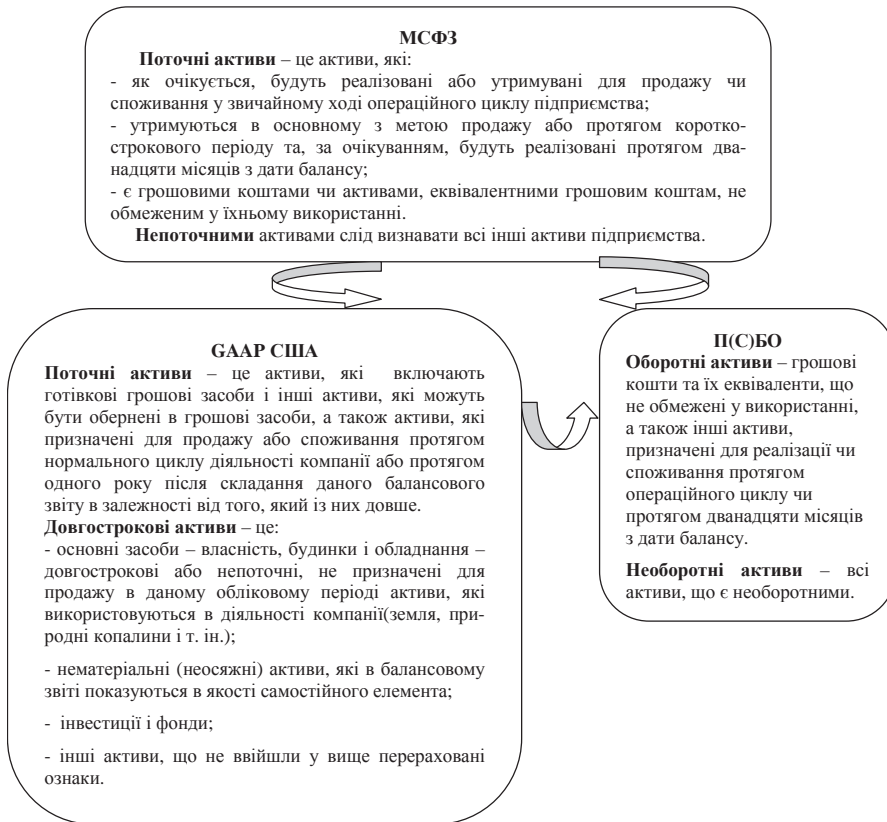 МСФЗ
Поточні активи – це активи, які:
- як очікується, будуть реалізовані або утримувані для продажу чи
споживання у звичайному ході операційного циклу підприємства;
- утримуються в основному з метою продажу або протягом коротко-
строкового періоду та, за очікуванням, будуть реалізовані протягом два-
надцяти місяців з дати балансу;
- є грошовими коштами чи активами, еквівалентними грошовим коштам, не
обмеженим у їхньому використанні.
Непоточними активами слід визнавати всі інші активи підприємства.
GAAP США
Поточні активи – це активи, які включають
готівкові грошові засоби і інші активи, які можуть
бути обернені в грошові засоби, а також активи, які
призначені для продажу або споживання протягом
нормального циклу діяльності компанії або протягом
одного року після складання даного балансового
звіту в залежності від того, який із них довше.
Довгострокові активи – це:
- основні засоби – власність, будинки і обладнання –
довгострокові або непоточні, не призначені для
продажу в даному обліковому періоді активи, які
використовуються в діяльності компанії(земля, при-
родні копалини і т. ін.);
- нематеріальні (неосяжні) активи, які в балансовому
звіті показуються в якості самостійного елемента;
- інвестиції і фонди;
- інші активи, що не ввійшли у вище перераховані
ознаки.
П(С)БО
Оборотні активи – грошові
кошти та їх еквіваленти, що
не обмежені у використанні,
а також інші активи,
призначені для реалізації чи
споживання протягом
операційного циклу чи
протягом дванадцяти місяців
з дати балансу.
Необоротні активи – всі
активи, що є необоротними.